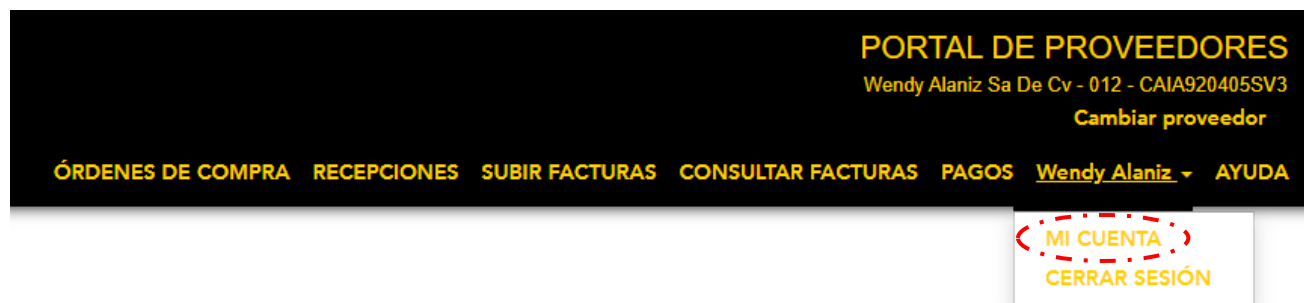 PORTAL DE PROVEEDORES
Wendy Alaniz Sa De Cv - 012 - CAIA920405SV3
Cambiar proveedor
ÓRDENES DE COMPRA RECEPCIONES SUBIR FACTURAS CONSULTAR FACTURAS PAGOS Wendy Alaniz AYUDA
MI CUENTA
CERRAR SESIÓN